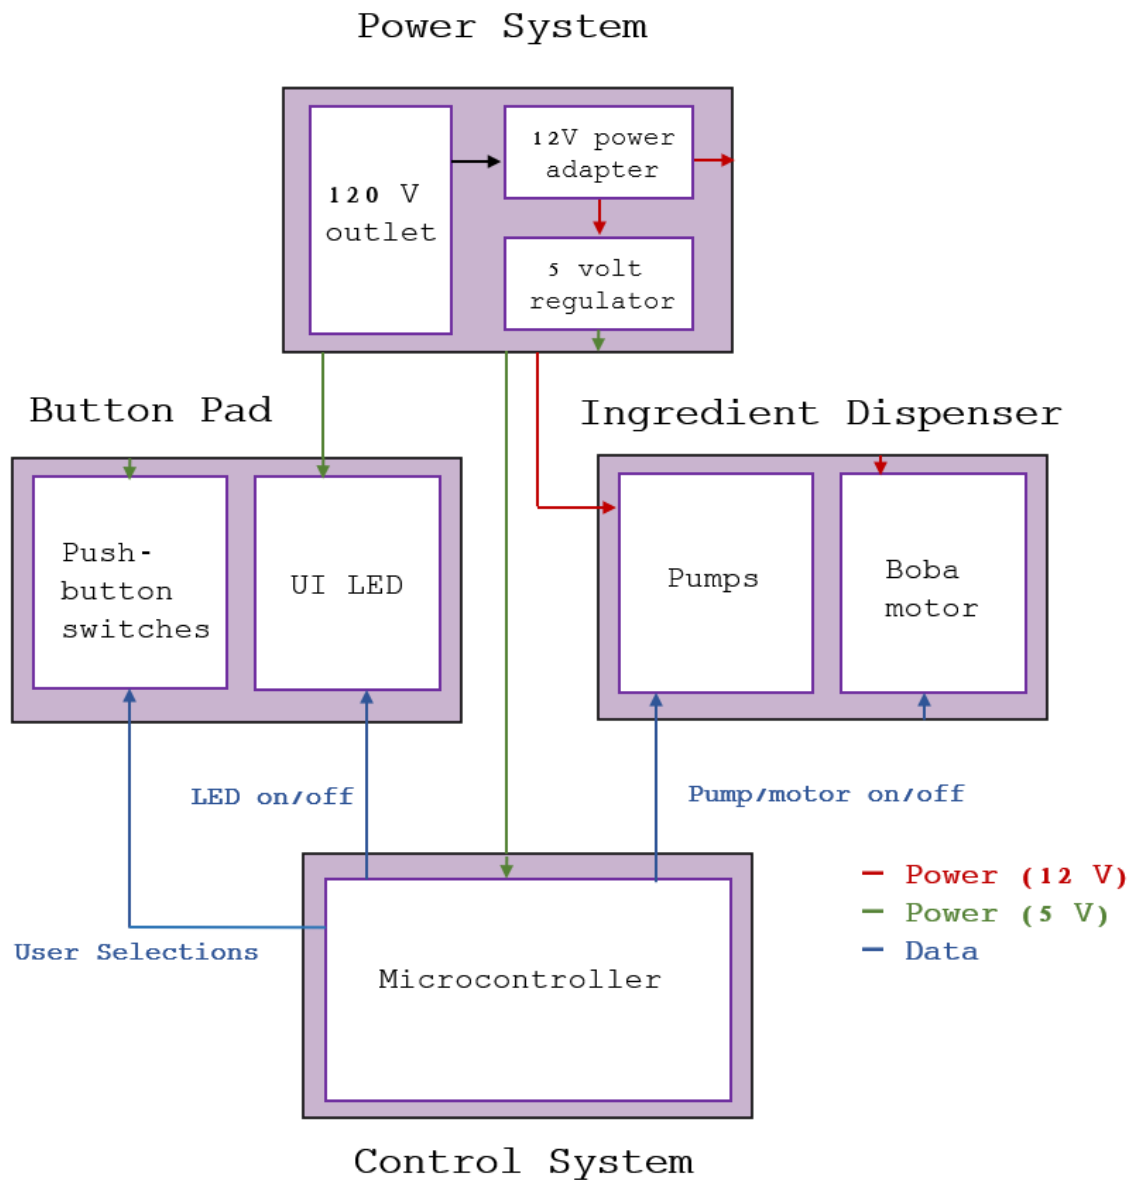 Power System
120 V
outlet
12V power
adapter
5 volt
regulator
Button Pad
Ingredient Dispenser
Push-
button
switches
UI LED
Pumps
Boba
motor
LED on/off
Pump/motor on/off
User Selections
Microcontroller
Power (12 V)
Power (5 V)
Data
Control System